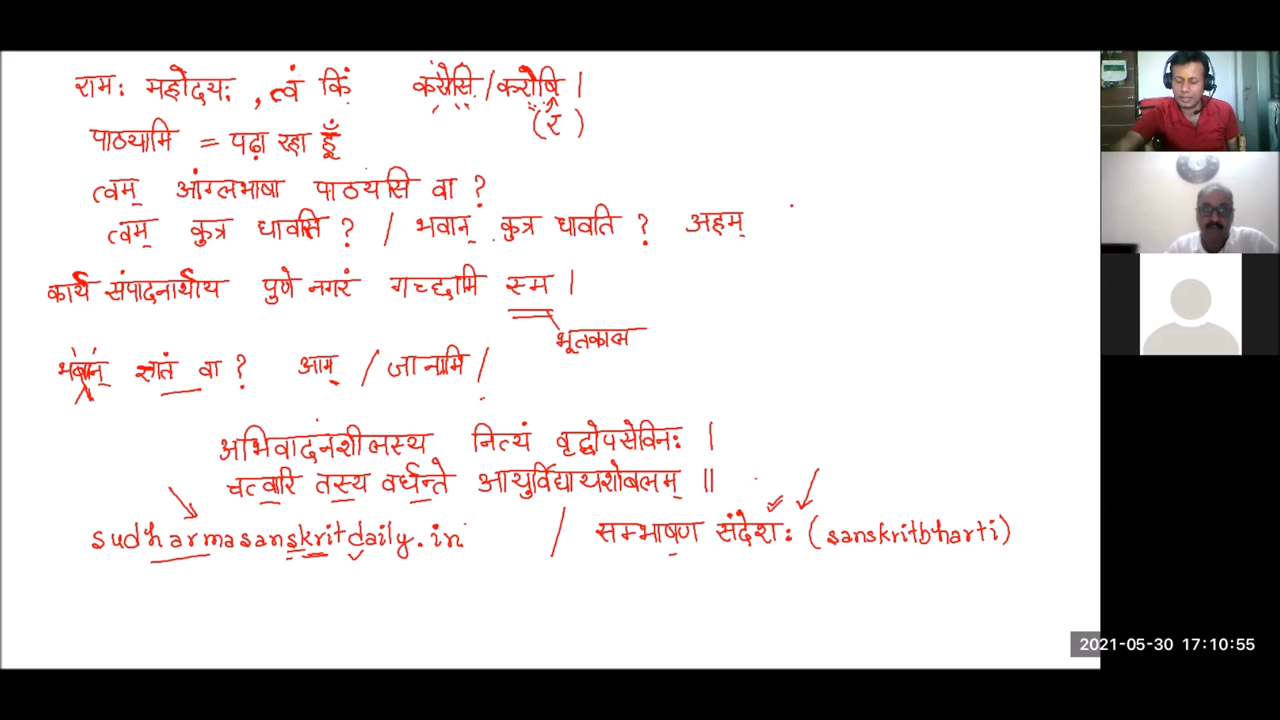 रामः महोदयः , त्वं किं करोसि / करोषि |
(र)
पाठयामि = पढ़ा रहा हूँ
त्वम् आंग्लभाषा पाठयसि वा ?
त्वम् कुत्र धावसि ? / भवान् कुत्र धावति ? अहम्
कार्य संपादनार्थाय पुणे नगरं गच्छामि स्म |
भूतकाल
भवान् वा ? आम् / जानामि /
अभिवादनशीलस्य नित्यं वृद्धोपसेविनः |
चत्वारि तस्य वर्धन्ते आयुर्विद्यायशोबलम् ||
sudharmasanskritdaily.in / सम्भाषण संदेशः (sanskritbharti)
2021-05-30 17:10:55